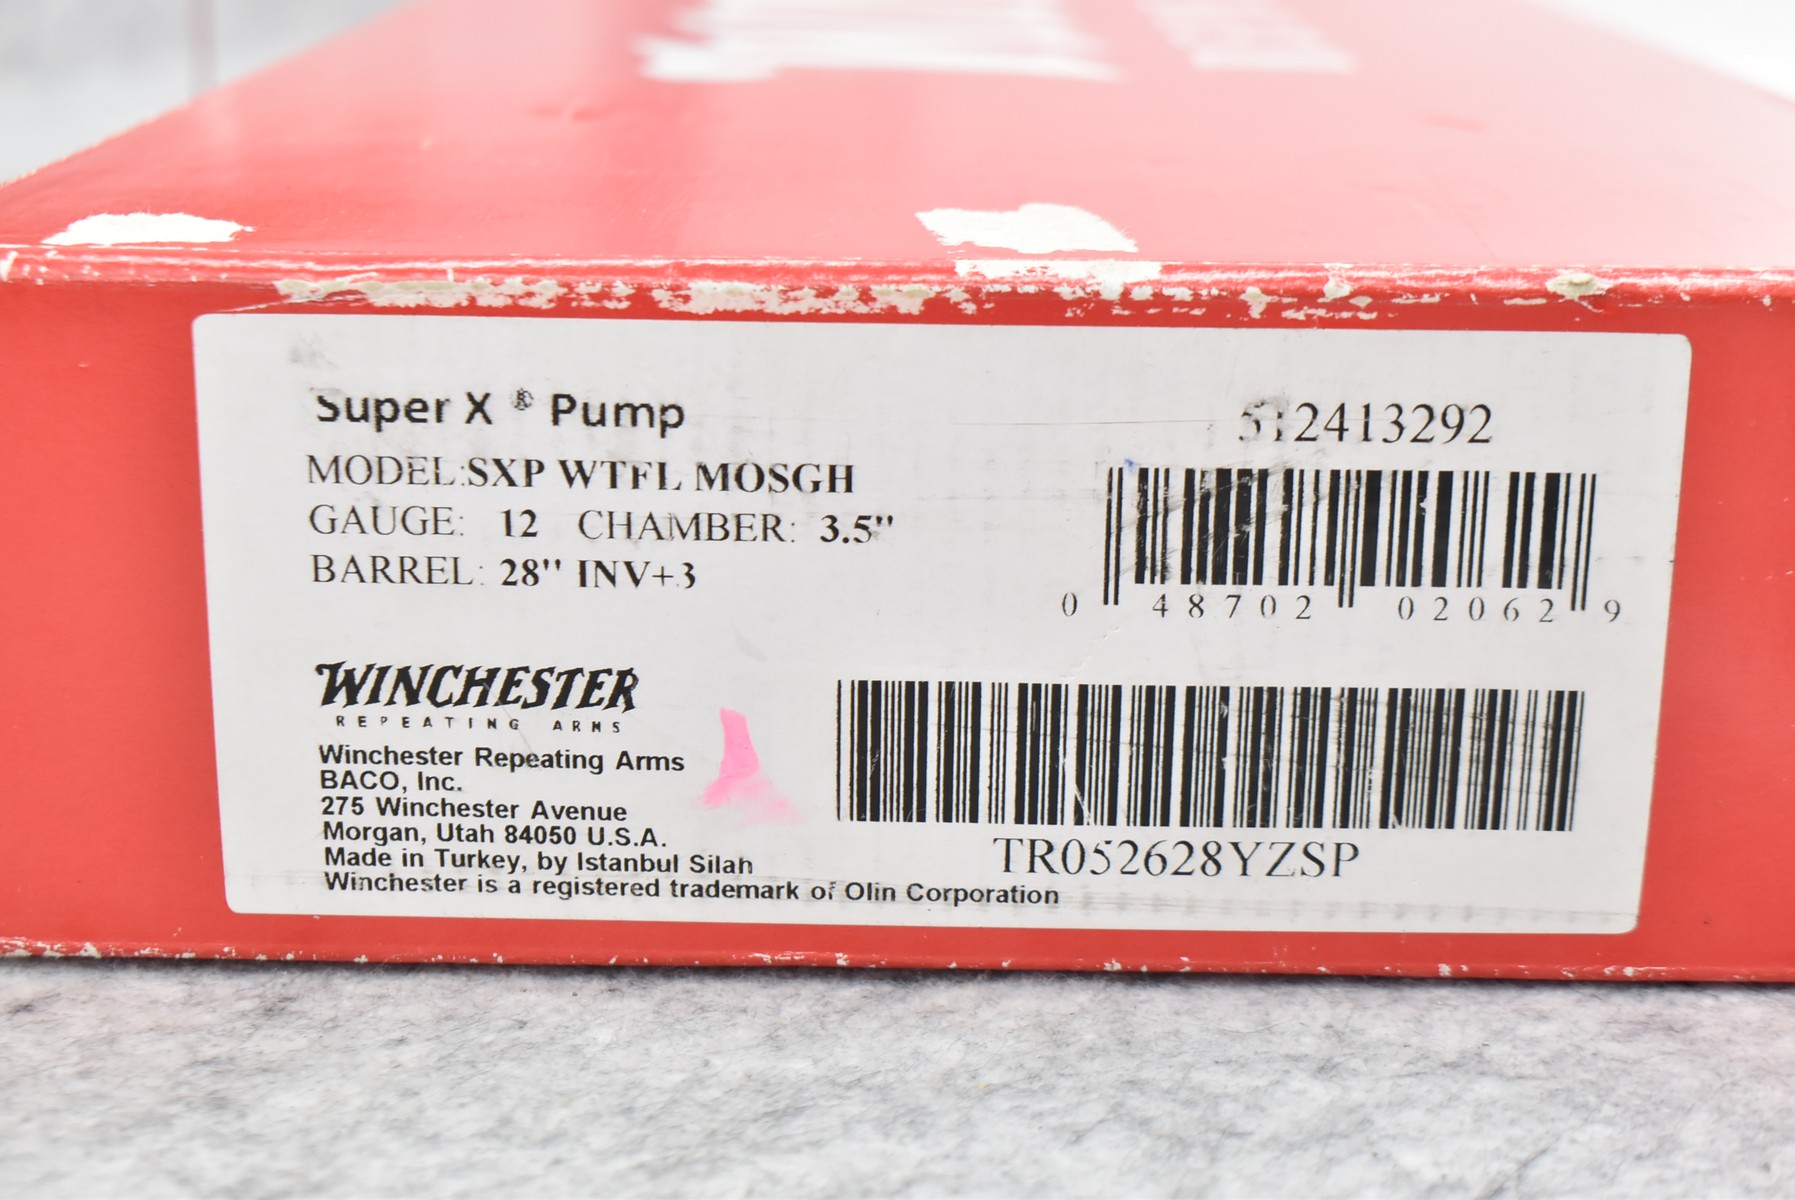 Super X ® Pump
MODEL:SXP WTFL MOSGH
GAUGE: 12 CHAMBER: 3.5"
BARREL: 28" INV+3
512413292
0 48702 02062 9
WINCHESTER
REPEATING ARMS
Winchester Repeating Arms
BACO, Inc.
275 Winchester Avenue
Morgan, Utah 84050 U.S.A.
Made in Turkey, by Istanbul Silah
Winchester is a registered trademark of Olin Corporation
TR052628YZSP